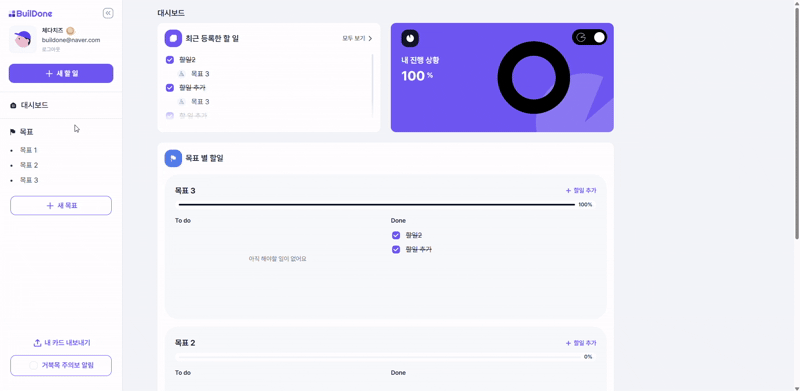 BuilDone
제다치즈
buildone@naver.com
로그아웃
+ 새 할 일
대시보드
목표
• 목표 1
• 목표 2
• 목표 3
+ 새 목표
내 카드 내보내기
거북목 주의보 알림
대시보드
최근 등록한 할 일
모두 보기 >
할일2
목표 3
할일 추가
목표 3
할 일 추가
내 진행 상황
100 %
목표 별 할일
목표 3
+ 할일 추가
100%
To do
Done
할일2
할일 추가
아직 해야할 일이 없어요
목표 2
+ 할일 추가
0%
To do
Done